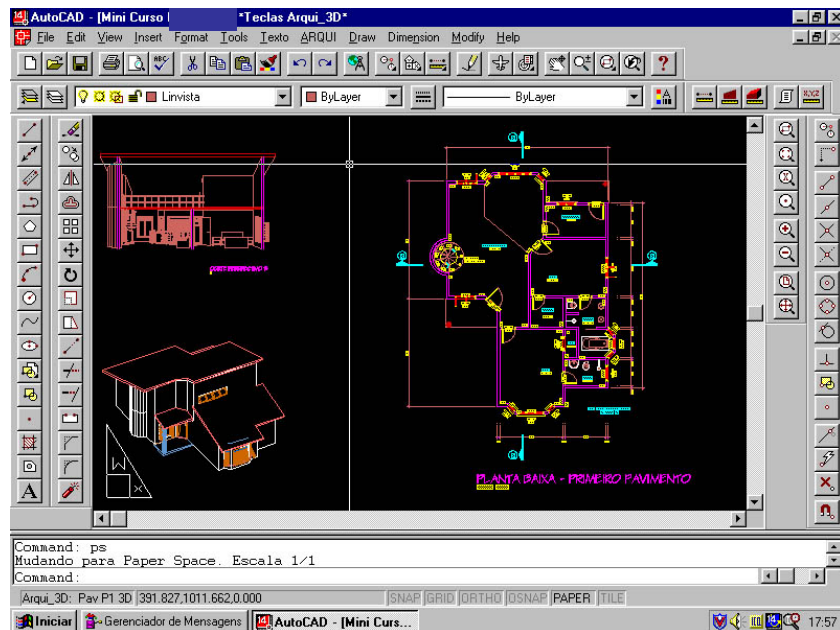 AutoCAD - [Mini Curso *Teclas Arqui_3D*
File Edit View Insert Format Tools Texto ARQUI Draw Dimension Modify Help
Linvista ByLayer ByLayer
PLANTA BAIXA - PRIMEIRO PAVIMENTO
W
X
A
Command: ps
Mudando para Paper Space. Escala 1/1
Command:
Arqui_3D: Pav P1 3D 391.827,1011.662,0.000 SNAP GRID ORTHO OSNAP PAPER TILE
Iniciar Gerenciador de Mensagens AutoCAD - [Mini Curs... 17:57